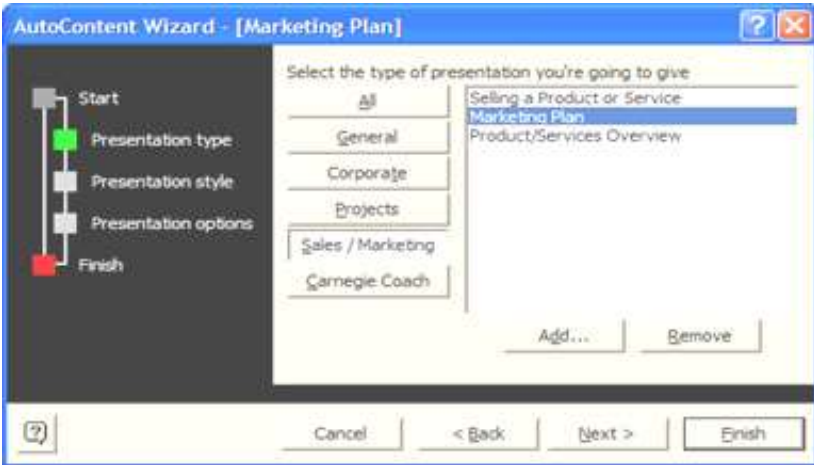 AutoContent Wizard - [Marketing Plan]
Start
Presentation type
Presentation style
Presentation options
Finish
Select the type of presentation you're going to give
All
General
Corporate
Projects
Sales / Marketing
Carnegie Coach
Selling a Product or Service
Marketing Plan
Product/Services Overview
Add...
Remove
Cancel
< Back
Next >
Finish